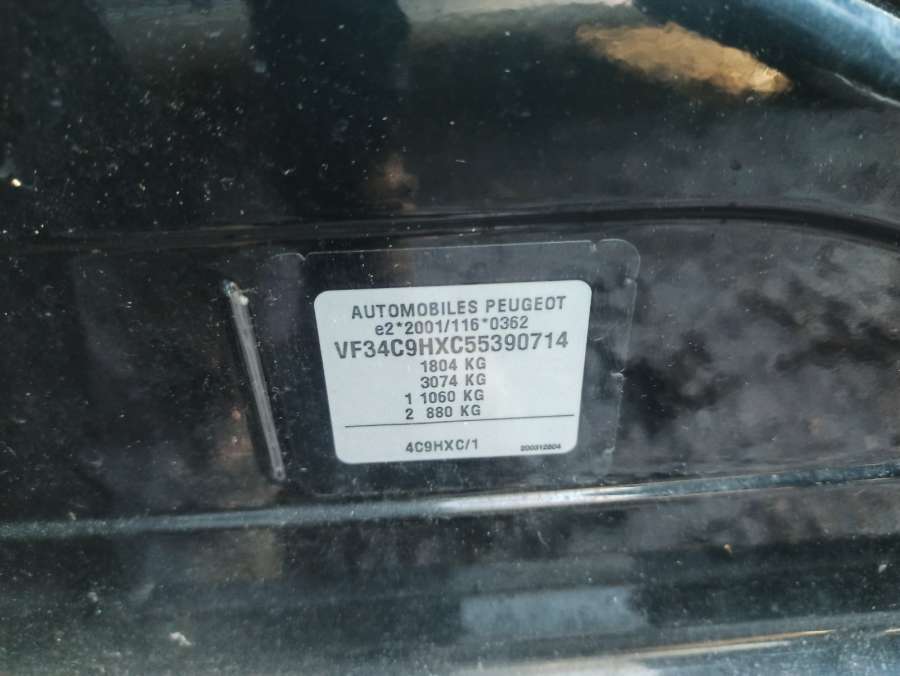 AUTOMOBILES PEUGEOT
e2*2001/116*0362
VF34C9HXC55390714
1804 KG
3074 KG
1 1060 KG
2 880 KG
4C9HXC/1